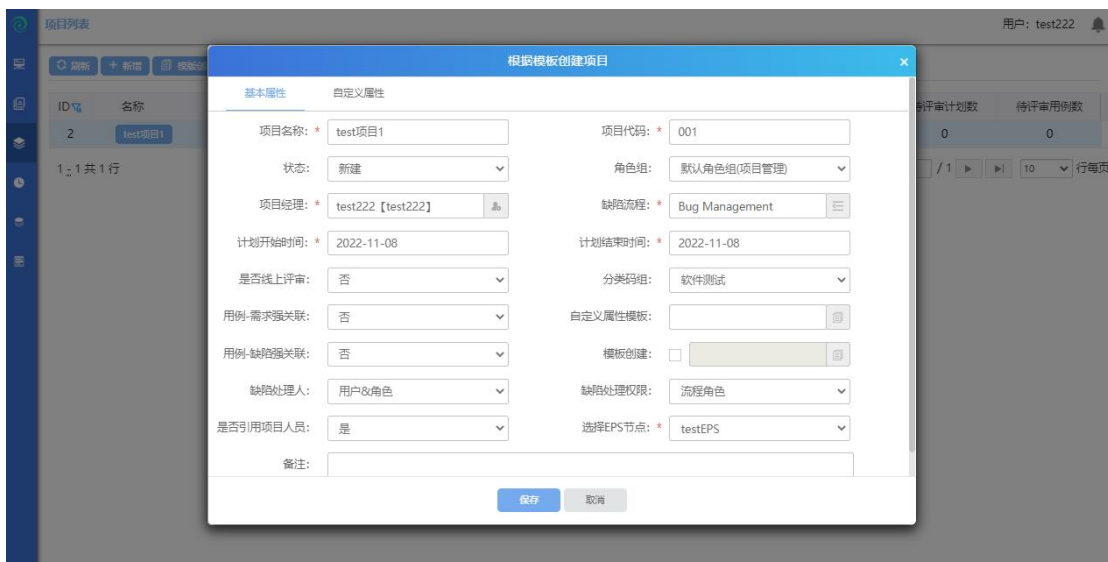 项目列表
用户：test222
刷新 + 新增 模板创
根据模板创建项目 ×
基本属性 自定义属性
ID 名称 待评审计划数 待评审用例数
2 test项目1 0 0
1 - 1 共 1 行 / 1 10 行每页
项目名称：* test项目1 项目代码：* 001
状态： 新建 角色组： 默认角色组(项目管理)
项目经理：* test222【test222】 缺陷流程：* Bug Management
计划开始时间：* 2022-11-08 计划结束时间：* 2022-11-08
是否线上评审： 否 分类码组： 软件测试
用例-需求强关联： 否 自定义属性模板：
用例-缺陷强关联： 否 模板创建：
缺陷处理人： 用户&角色 缺陷处理权限： 流程角色
是否引用项目人员： 是 选择EPS节点：* testEPS
备注：
保存 取消